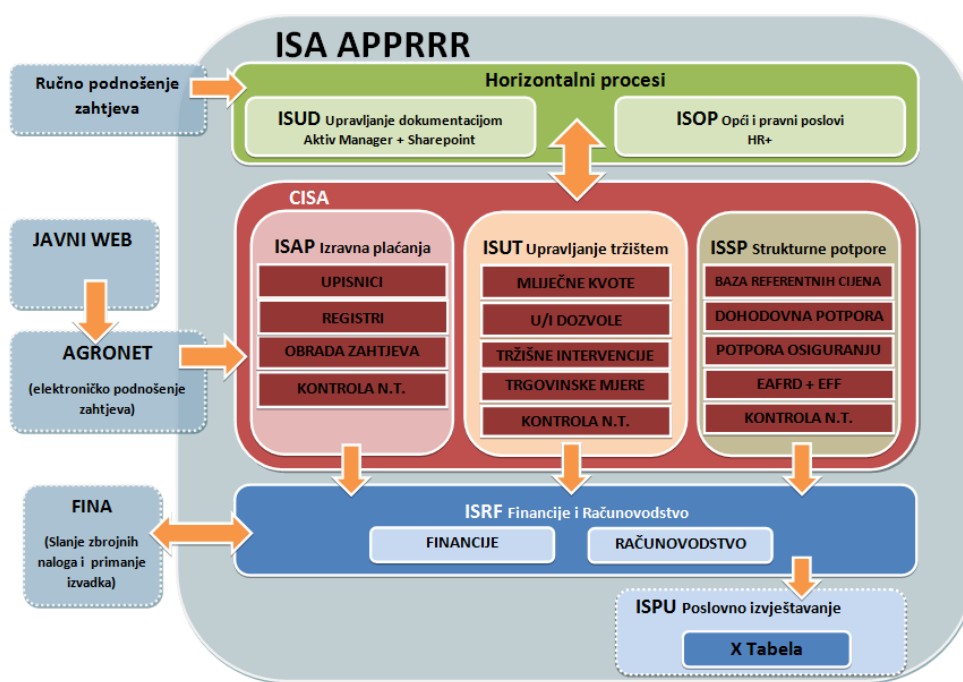 ISA APPRRR
Ručno podnošenje
zahtjeva
Horizontalni procesi
ISUD Upravljanje dokumentacijom
Aktiv Manager + Sharepoint
ISOP Opći i pravni poslovi
HR+
CISA
JAVNI WEB
AGRONET
(elektroničko podnošenje
zahtjeva)
ISAP Izravna plaćanja
UPISNICI
REGISTRI
OBRADA ZAHTJEVA
KONTROLA N.T.
ISUT Upravljanje tržištem
MLIJEČNE KVOTE
U/I DOZVOLE
TRŽIŠNE INTERVENCIJE
TRGOVINSKE MJERE
KONTROLA N.T.
ISSP Strukturne potpore
BAZA REFERENTNIH CIJENA
DOHODOVNA POTPORA
POTPORA OSIGURANJU
EAFRD + EFF
KONTROLA N.T.
FINA
(Slanje zbrojnih
naloga i primanje
izvadka)
ISRF Financije i Računovodstvo
FINANCIJE
RAČUNOVODSTVO
ISPU Poslovno izvještavanje
X Tabela